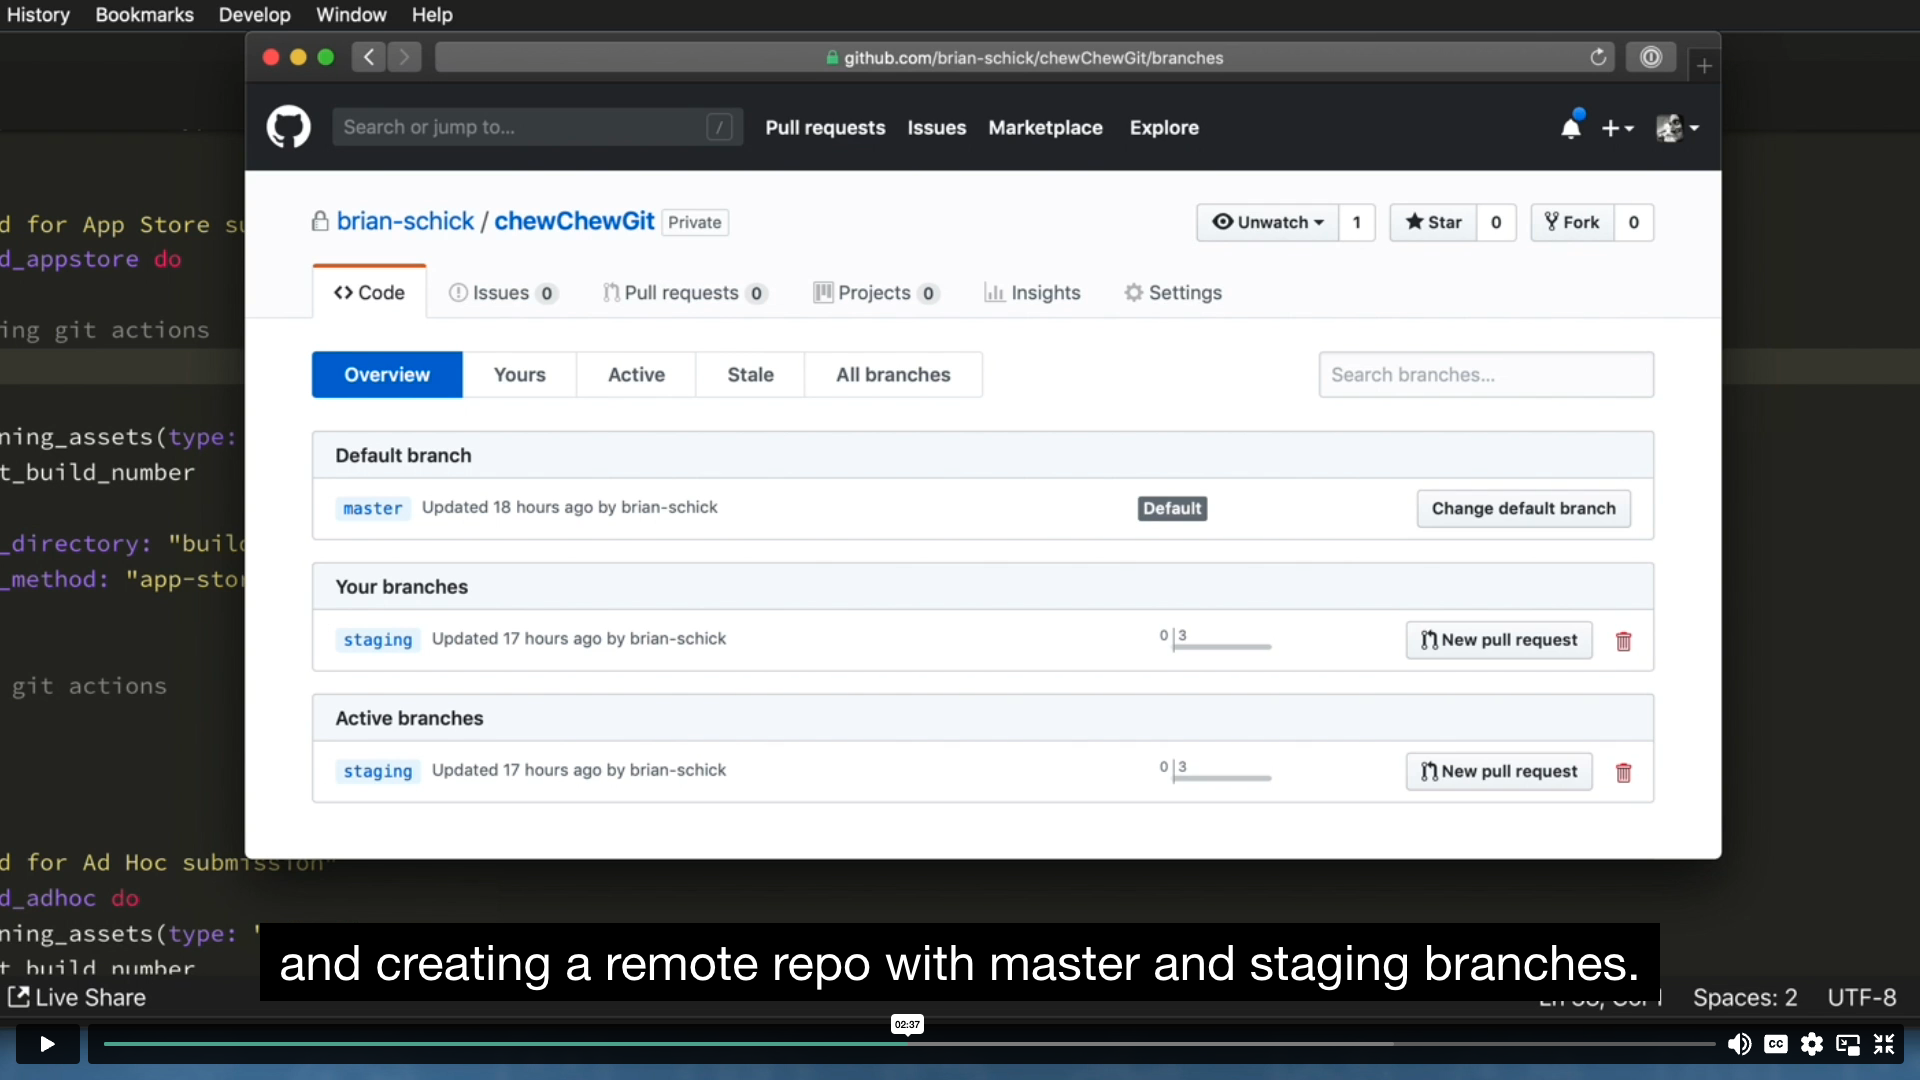 History Bookmarks Develop Window Help
github.com/brian-schick/chewChewGit/branches
Search or jump to... / Pull requests Issues Marketplace Explore
brian-schick / chewChewGit Private
Unwatch 1 Star 0 Fork 0
Code Issues 0 Pull requests 0 Projects 0 Insights Settings
Overview Yours Active Stale All branches Search branches...
Default branch
master Updated 18 hours ago by brian-schick Default Change default branch
Your branches
staging Updated 17 hours ago by brian-schick 0 3 New pull request
Active branches
staging Updated 17 hours ago by brian-schick 0 3 New pull request
d for App Store su
d_appstore do
ing git actions
ning_assets(type:
t_build_number
_directory: "build
_method: "app-stor
git actions
d for Ad Hoc submission"
d_adhoc do
ning_assets(type: "
t_build_number
and creating a remote repo with master and staging branches.
Live Share Spaces: 2 UTF-8
02:37
CC